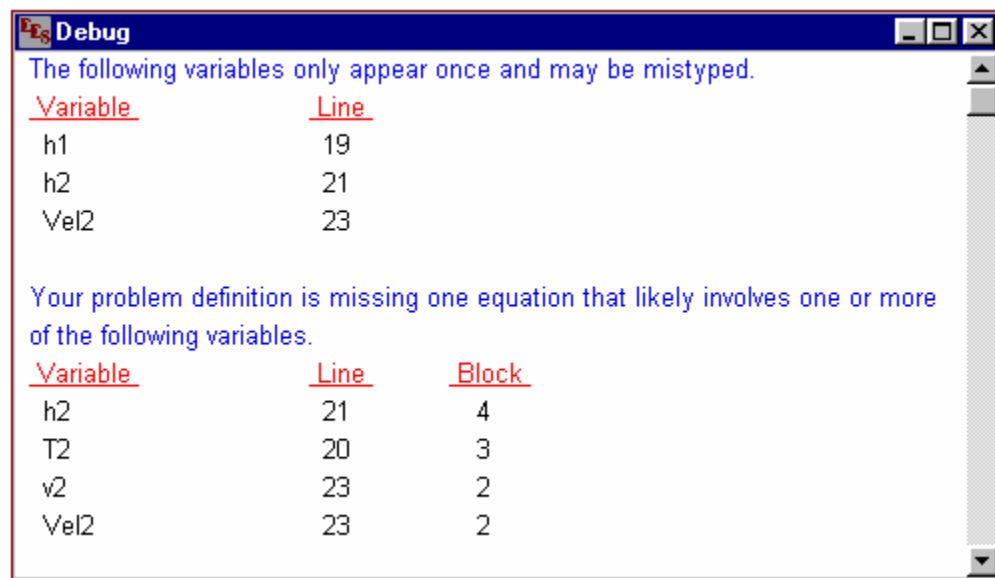 EES Debug
The following variables only appear once and may be mistyped.
Variable Line
h1 19
h2 21
Vel2 23
Your problem definition is missing one equation that likely involves one or more
of the following variables.
Variable Line Block
h2 21 4
T2 20 3
v2 23 2
Vel2 23 2